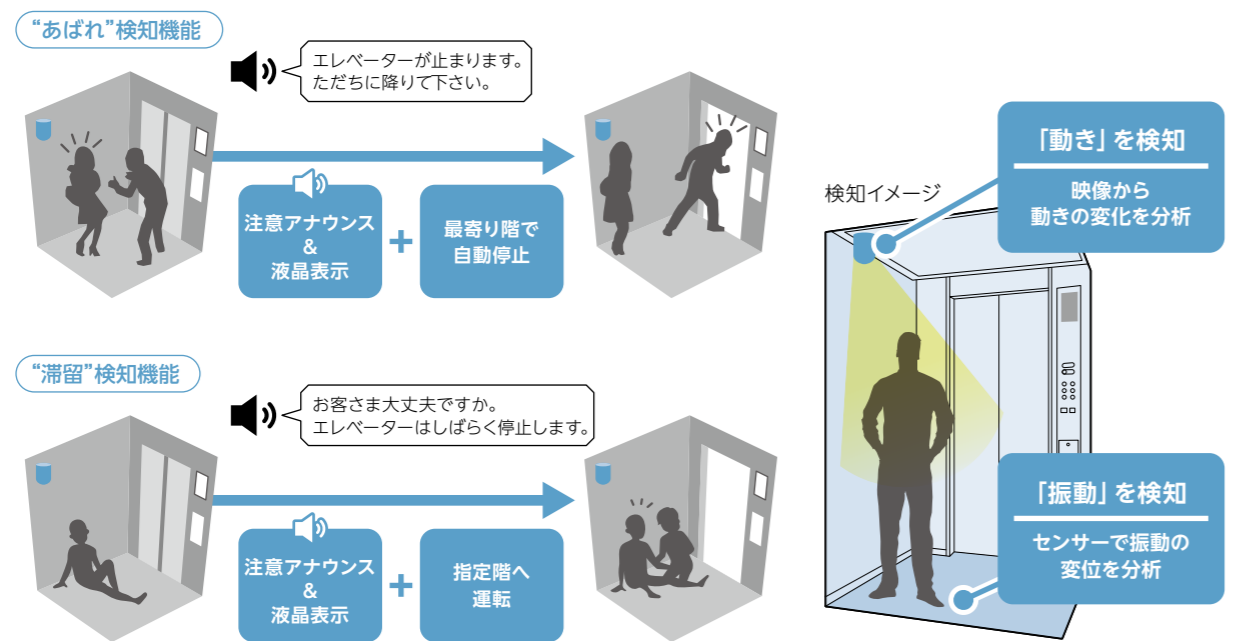 “あばれ”検知機能
エレベーターが止まります。
ただちに降りて下さい。
注意アナウンス
&
液晶表示
+
最寄り階で
自動停止
“滞留”検知機能
お客さま大丈夫ですか。
エレベーターはしばらく停止します。
注意アナウンス
&
液晶表示
+
指定階へ
運転
検知イメージ
「動き」を検知
映像から
動きの変化を分析
「振動」を検知
センサーで振動の
変位を分析